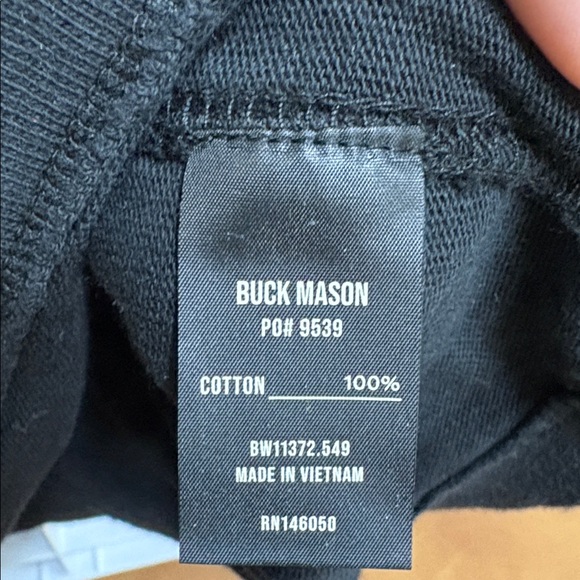 BUCK MASON
PO# 9539
COTTON 100%
BW11372.549
MADE IN VIETNAM
RN146050